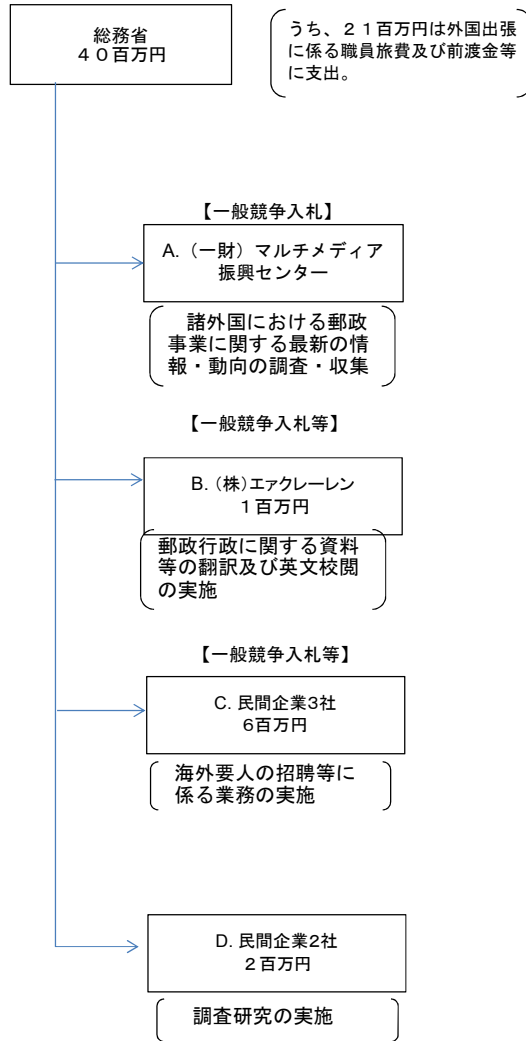 総務省
４０百万円
うち、２１百万円は外国出張
に係る職員旅費及び前渡金等
に支出。
【一般競争入札】
A.（一財）マルチメディア
振興センター
諸外国における郵政
事業に関する最新の情
報・動向の調査・収集
【一般競争入札等】
B.（株）エァクレーレン
１百万円
郵政行政に関する資料
等の翻訳及び英文校閲
の実施
【一般競争入札等】
C. 民間企業3社
6百万円
海外要人の招聘等に
係る業務の実施
D. 民間企業2社
２百万円
調査研究の実施